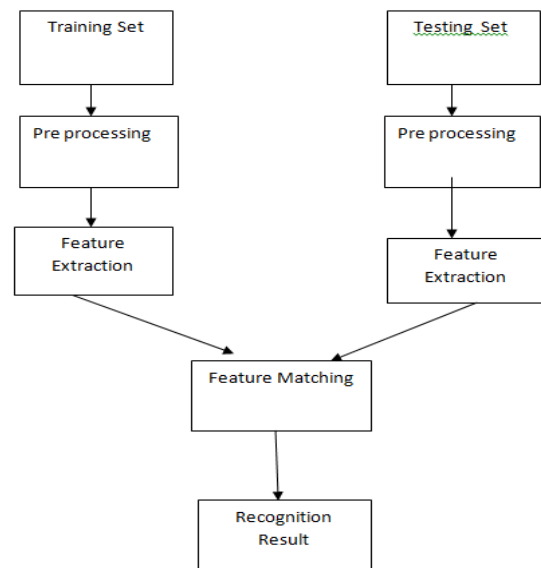 Training Set
Testing Set
Pre processing
Pre processing
Feature
Extraction
Feature
Extraction
Feature Matching
Recognition
Result